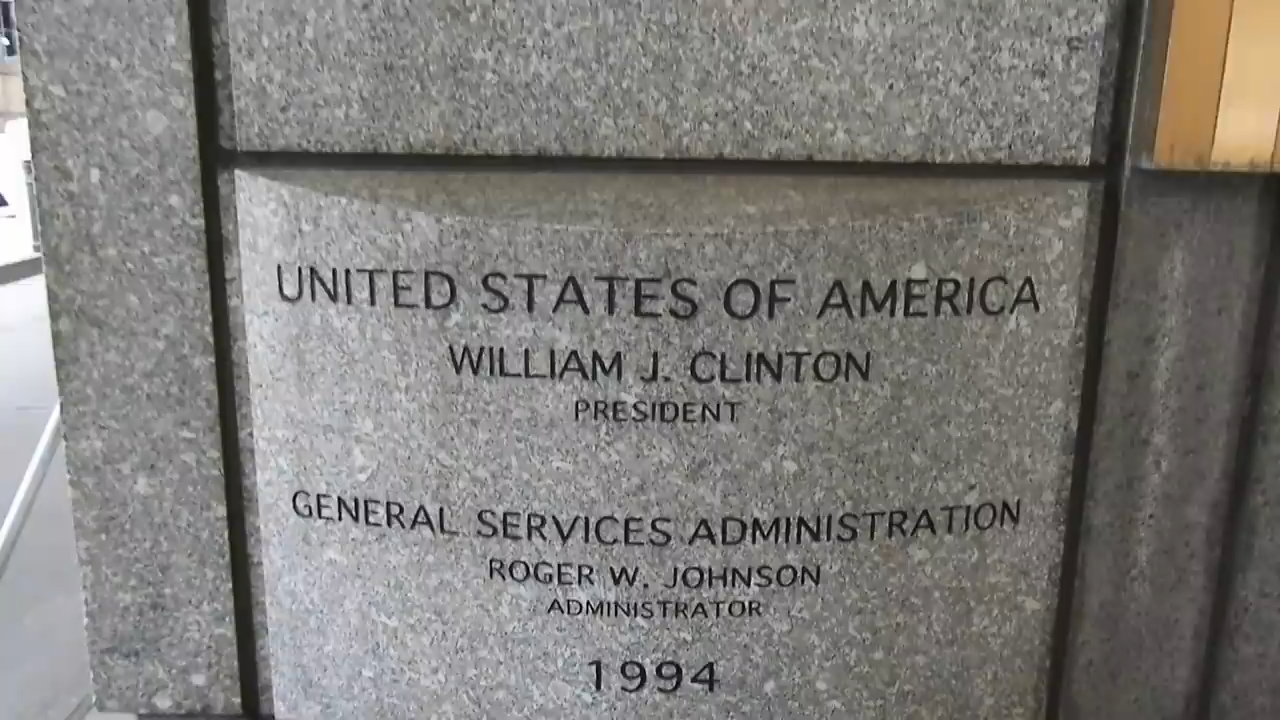 UNITED STATES OF AMERICA
WILLIAM J. CLINTON
PRESIDENT
GENERAL SERVICES ADMINISTRATION
ROGER W. JOHNSON
ADMINISTRATOR
1994